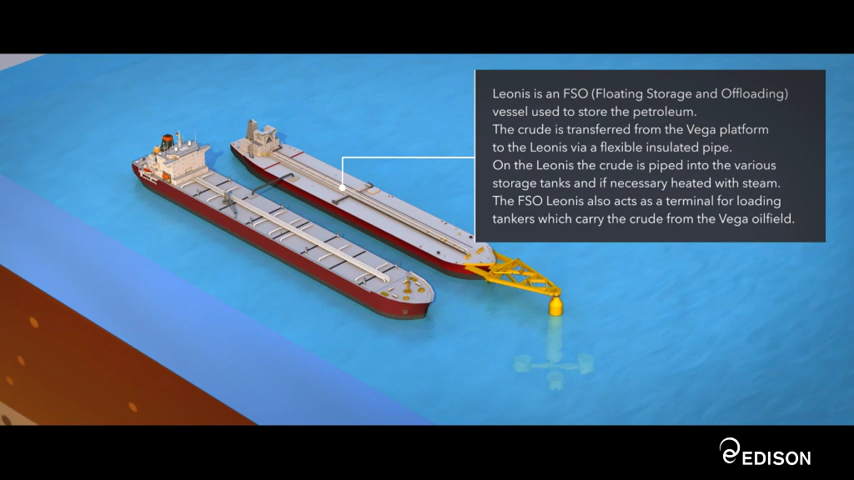 Leonis is an FSO (Floating Storage and Offloading)
vessel used to store the petroleum.
The crude is transferred from the Vega platform
to the Leonis via a flexible insulated pipe.
On the Leonis the crude is piped into the various
storage tanks and if necessary heated with steam.
The FSO Leonis also acts as a terminal for loading
tankers which carry the crude from the Vega oilfield.
EDISON